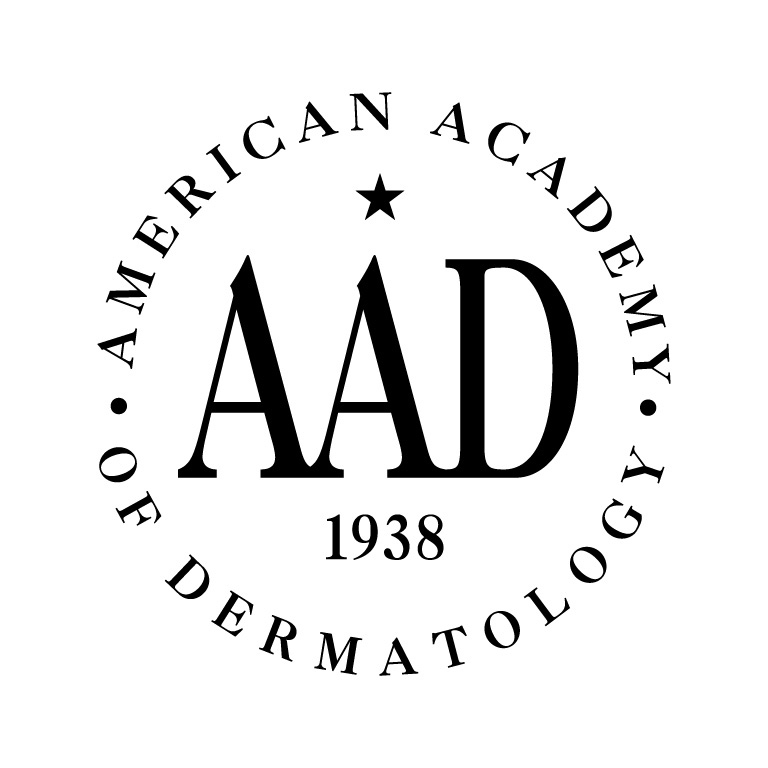 AMERICAN ACADEMY
AAD
1938
• OF DERMATOLOGY •